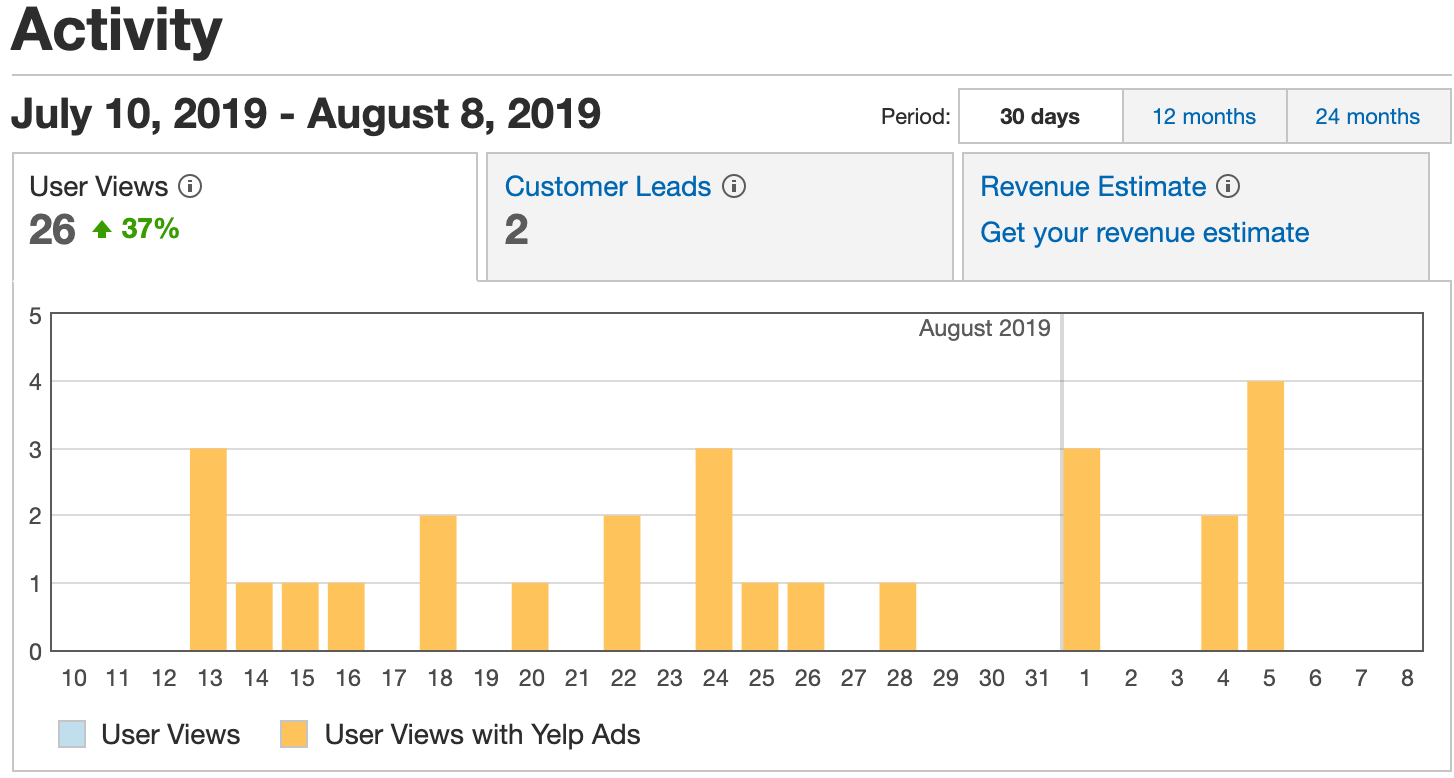 Activity
July 10, 2019 - August 8, 2019
Period: 30 days 12 months 24 months
User Views
26 37%
Customer Leads
2
Revenue Estimate
Get your revenue estimate
August 2019
5
4
3
2
1
0
10 11 12 13 14 15 16 17 18 19 20 21 22 23 24 25 26 27 28 29 30 31 1 2 3 4 5 6 7 8
User Views User Views with Yelp Ads